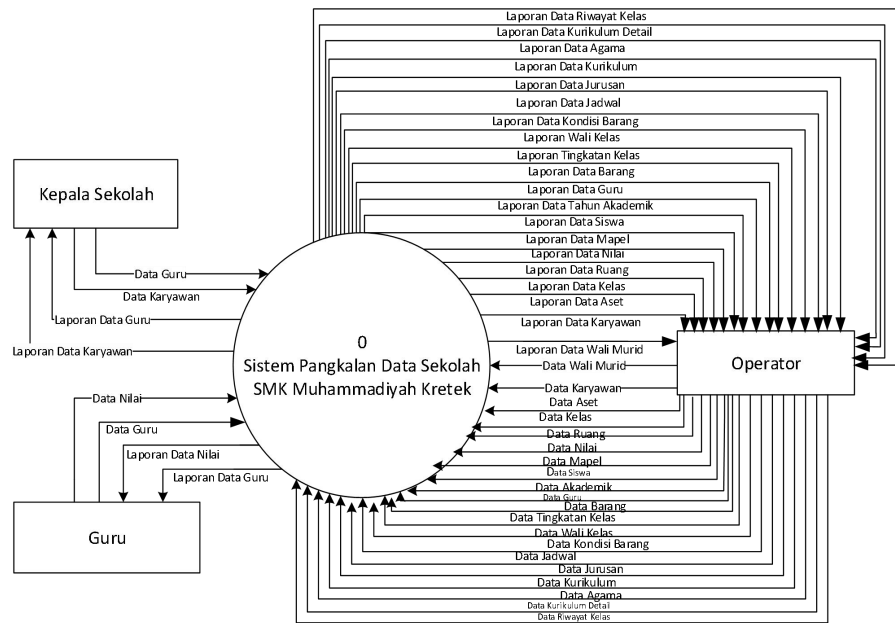 Laporan Data Riwayat Kelas
Laporan Data Kurikulum Detail
Laporan Data Agama
Laporan Data Kurikulum
Laporan Data Jurusan
Laporan Data Jadwal
Laporan Data Kondisi Barang
Laporan Wali Kelas
Laporan Tingkatan Kelas
Laporan Data Barang
Laporan Data Guru
Laporan Data Tahun Akademik
Laporan Data Siswa
Laporan Data Mapel
Laporan Data Nilai
Laporan Data Ruang
Laporan Data Kelas
Laporan Data Aset
Laporan Data Karyawan
Laporan Data Wali Murid
Kepala Sekolah
Data Guru
Data Karyawan
Laporan Data Guru
Laporan Data Karyawan
0
Sistem Pangkalan Data Sekolah
SMK Muhammadiyah Kretek
Operator
Data Nilai
Data Guru
Laporan Data Nilai
Laporan Data Guru
Guru
Data Wali Murid
Data Karyawan
Data Aset
Data Kelas
Data Ruang
Data Nilai
Data Mapel
Data Siswa
Data Akademik
Data Guru
Data Barang
Data Tingkatan Kelas
Data Wali Kelas
Data Kondisi Barang
Data Jadwal
Data Jurusan
Data Kurikulum
Data Agama
Data Kurikulum Detail
Data Riwayat Kelas